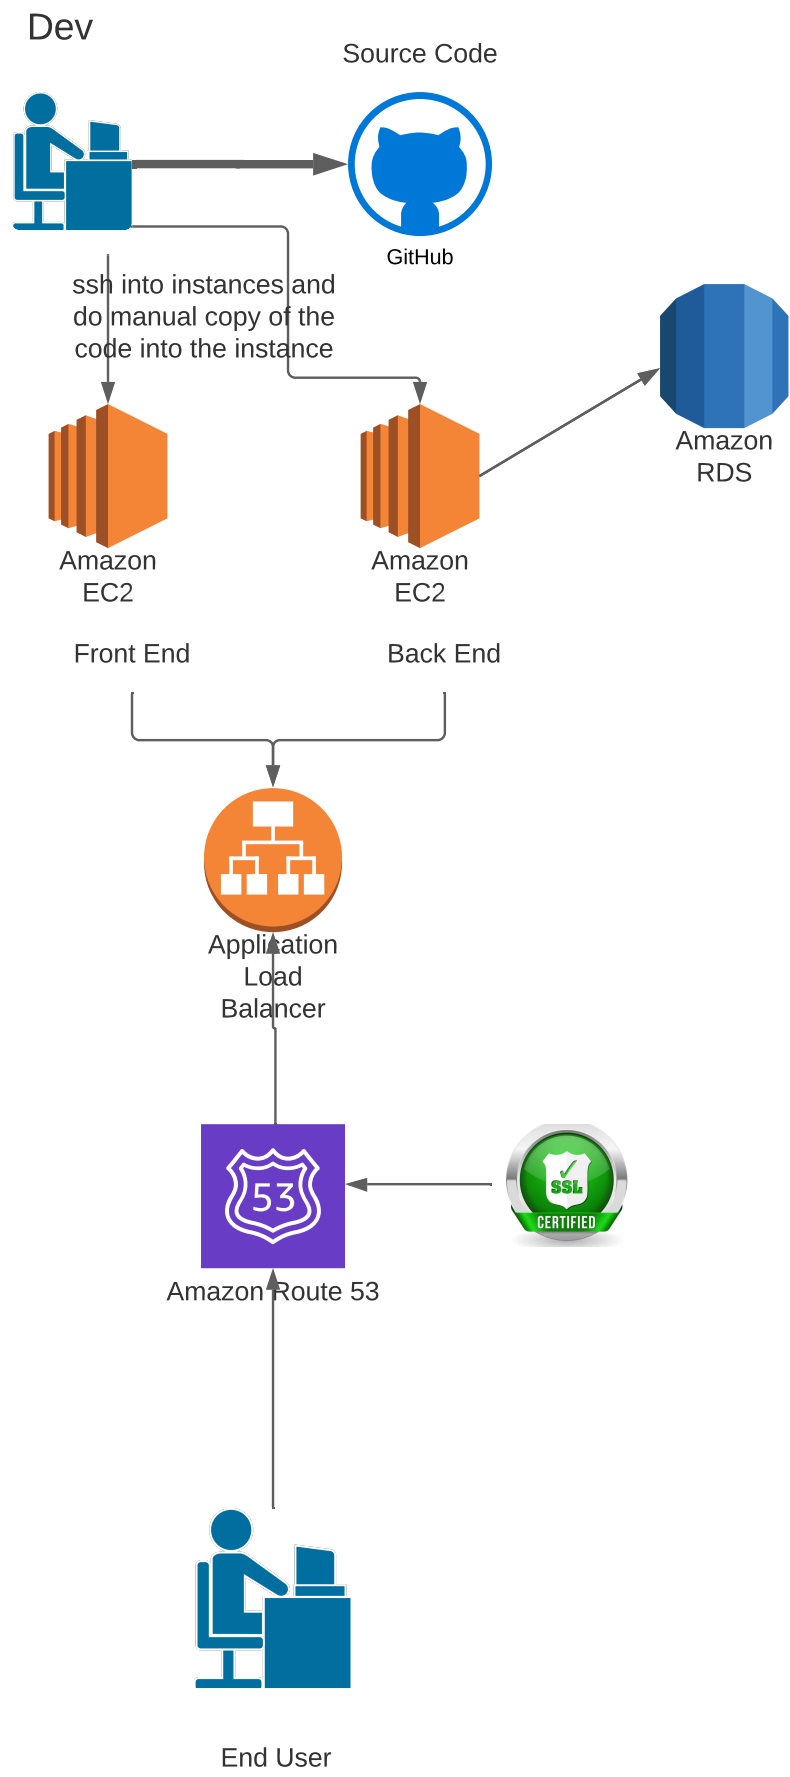 Dev
Source Code
GitHub
ssh into instances and
do manual copy of the
code into the instance
Amazon
RDS
Amazon
EC2
Amazon
EC2
Front End
Back End
Application
Load
Balancer
53
SSL
CERTIFIED
Amazon Route 53
End User